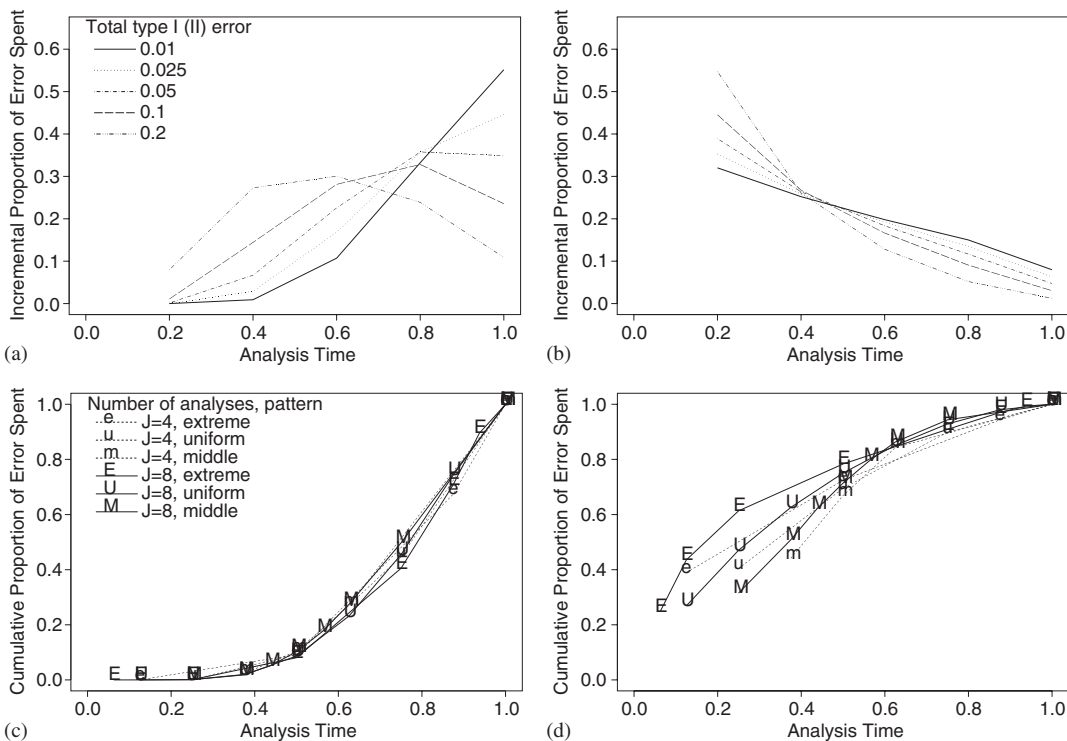 Incremental Proportion of Error Spent
0.6
0.5
0.4
0.3
0.2
0.1
0.0
Total type I (II) error
0.01
0.025
0.05
0.1
0.2
0.0 0.2 0.4 0.6 0.8 1.0
(a) Analysis Time
Incremental Proportion of Error Spent
0.6
0.5
0.4
0.3
0.2
0.1
0.0
0.0 0.2 0.4 0.6 0.8 1.0
(b) Analysis Time
Cumulative Proportion of Error Spent
1.0
0.8
0.6
0.4
0.2
0.0
Number of analyses, pattern
e J=4, extreme
u J=4, uniform
m J=4, middle
E J=8, extreme
U J=8, uniform
M J=8, middle
0.0 0.2 0.4 0.6 0.8 1.0
(c) Analysis Time
Cumulative Proportion of Error Spent
1.0
0.8
0.6
0.4
0.2
0.0
E E E E E E
U U U U U
M M M M M M M
e u m m
0.0 0.2 0.4 0.6 0.8 1.0
(d) Analysis Time